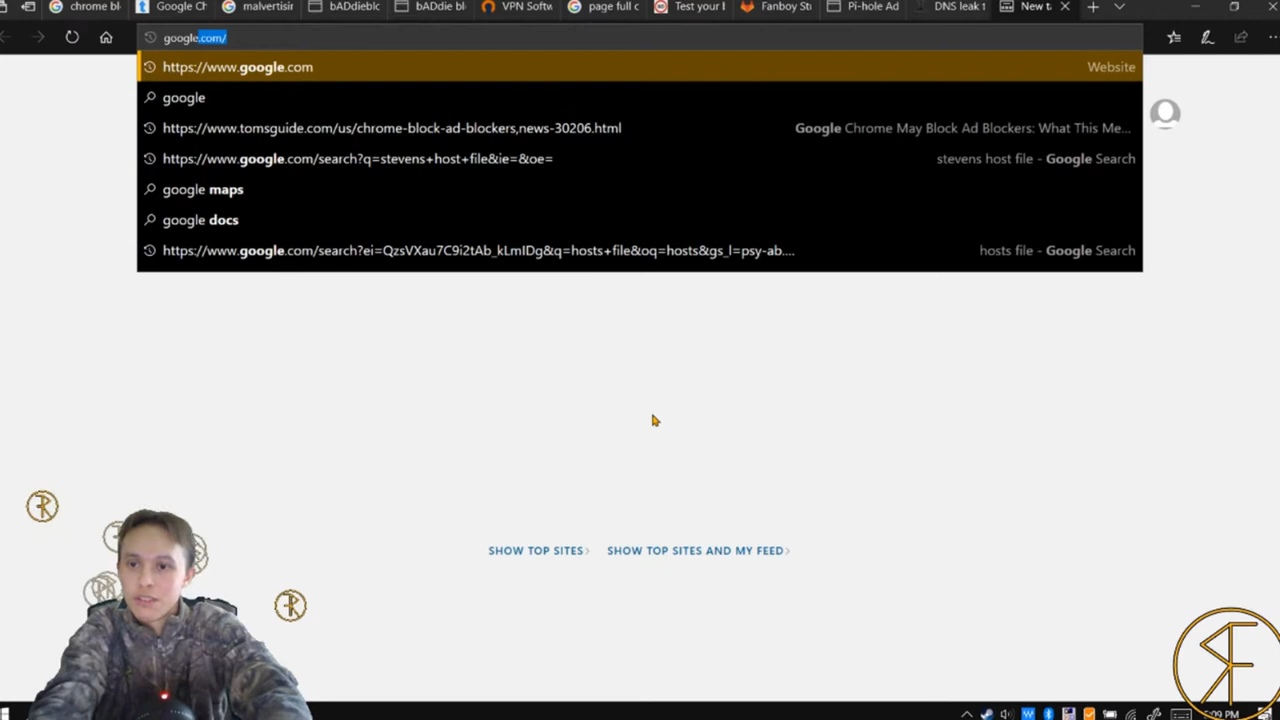 chrome bl
Google Ch
malvertisir
bADdieblc
bADdie bl
VPN Softw
page full c
Test your l
Fanboy Stu
Pi-hole Ad
DNS leak t
New ta
google.com/
https://www.google.com Website
google
https://www.tomsguide.com/us/chrome-block-ad-blockers,news-30206.html Google Chrome May Block Ad Blockers: What This Me...
https://www.google.com/search?q=stevens+host+file&ie=&oe= stevens host file - Google Search
google maps
google docs
https://www.google.com/search?ei=QzsVXau7C9i2tAb_kLmIDg&q=hosts+file&oq=hosts&gs_l=psy-ab.... hosts file - Google Search
SHOW TOP SITES
SHOW TOP SITES AND MY FEED